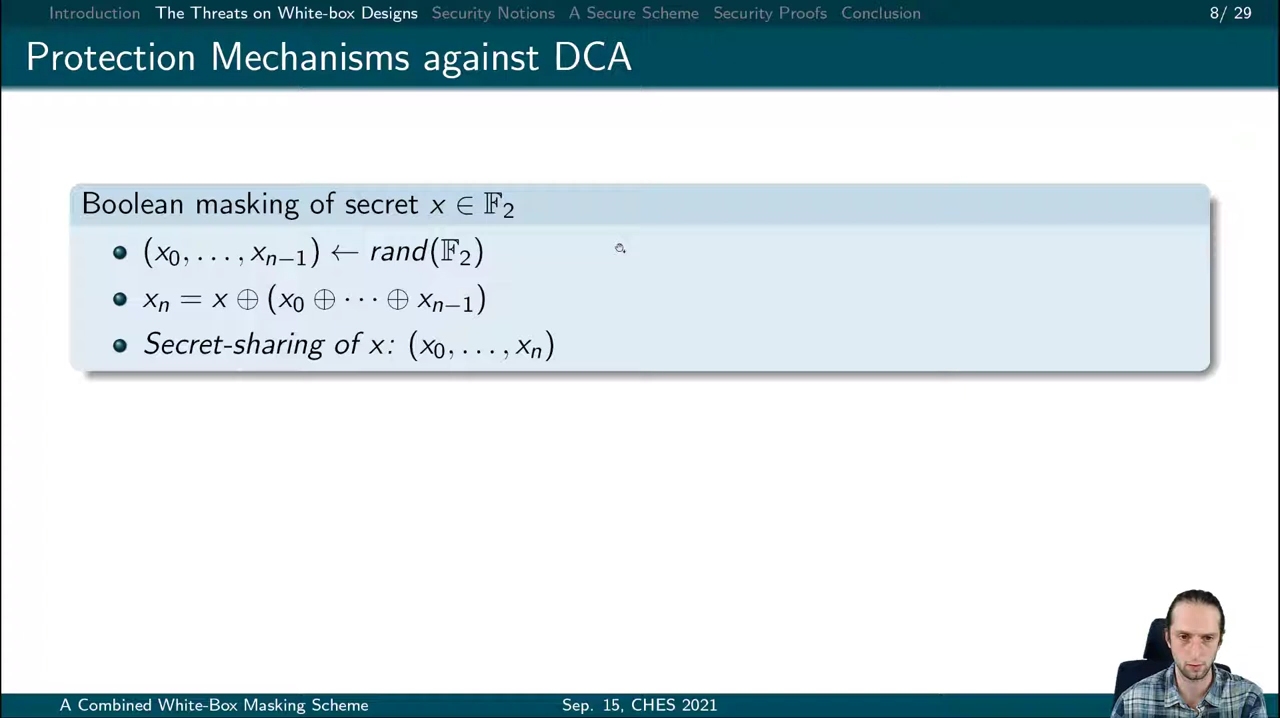 Introduction The Threats on White-box Designs Security Notions A Secure Scheme Security Proofs Conclusion 8/ 29
Protection Mechanisms against DCA
Boolean masking of secret x ∈ 𝔽₂
(x₀, . . . , xₙ₋₁) ← rand(𝔽₂)
xₙ = x ⊕ (x₀ ⊕ · · · ⊕ xₙ₋₁)
Secret-sharing of x: (x₀, . . . , xₙ)
A Combined White-Box Masking Scheme Sep. 15, CHES 2021